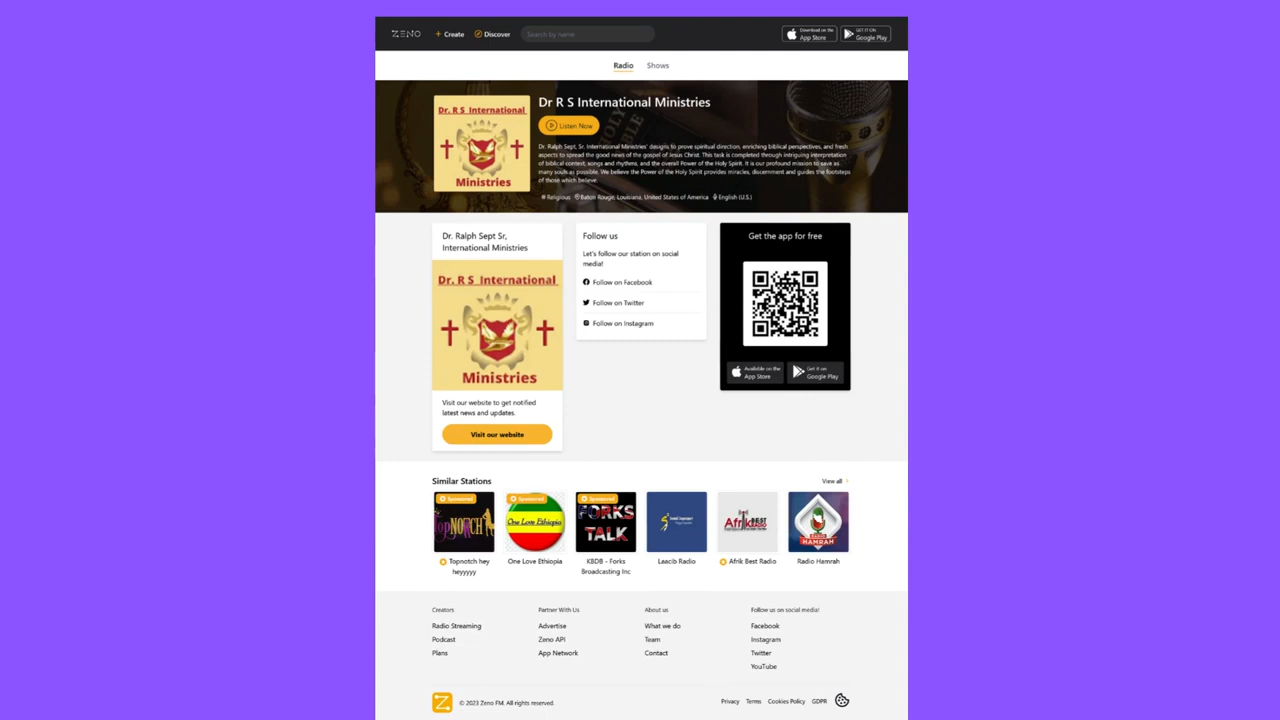 ZENO
Create
Discover
Search by name
Download on the
App Store
GET IT ON
Google Play
Radio
Shows
Dr. R S International
Ministries
Dr R S International Ministries
Listen Now
Dr. Ralph Sept, Sr. International Ministries' designs to prove spiritual direction, enriching biblical perspectives, and fresh
aspects to spread the good news of the gospel of Jesus Christ. This task is completed through intriguing interpretation
of biblical context, songs and rhythms, and the overall Power of the Holy Spirit. It is our profound mission to save as
many souls as possible. We believe the Power of the Holy Spirit provides miracles, discernment and guides the footsteps
of those which believe.
Religious
Baton Rouge, Louisiana, United States of America
English (U.S.)
Dr. Ralph Sept Sr,
International Ministries
Dr. R S International
Ministries
Visit our website to get notified
latest news and updates.
Visit our website
Follow us
Let's follow our station on social
media!
Follow on Facebook
Follow on Twitter
Follow on Instagram
Get the app for free
Available on the
App Store
Get it on
Google Play
Similar Stations
View all
Sponsored
TopNOTCH
Topnotch hey
heyyyyy
Sponsored
One Love Ethiopia
One Love Ethiopia
Sponsored
FORKS
TALK
KBDB - Forks
Broadcasting Inc
Laacib Radio
AfrikBEST
RADIO
Afrik Best Radio
RADIO
HAMRAH
Radio Hamrah
Creators
Radio Streaming
Podcast
Plans
Partner With Us
Advertise
Zeno API
App Network
About us
What we do
Team
Contact
Follow us on social media!
Facebook
Instagram
Twitter
YouTube
© 2023 Zeno FM. All rights reserved.
Privacy
Terms
Cookies Policy
GDPR